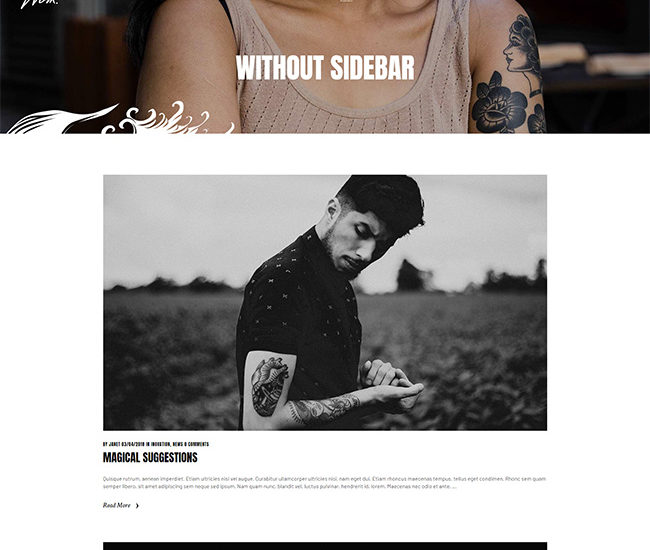 WITHOUT SIDEBAR
BY JANET 03/04/2018 IN INOVATION, NEWS 0 COMMENTS
MAGICAL SUGGESTIONS
Quisque rutrum, aenean imperdiet. Etiam ultricies nisi vel augue. Curabitur ullamcorper ultricies nisi, nam eget dui. Etiam rhoncus maecenas tempus, tellus eget condimen. Rhonc sem quam
semper libero, sit amet adipiscing sem neque sed ipsum. Nam quam nunc, blandit vel, luctus pulvinar, hendrerit id, lorem. Maecenas nec odio et ante. ...
Read More ❯